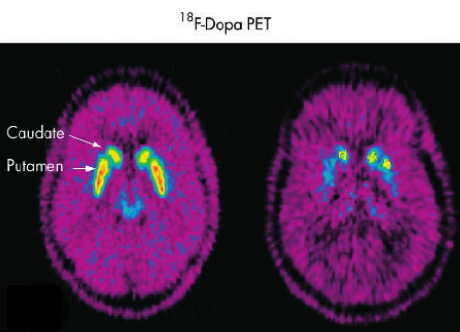 ¹⁸F-Dopa PET
Caudate
Putamen